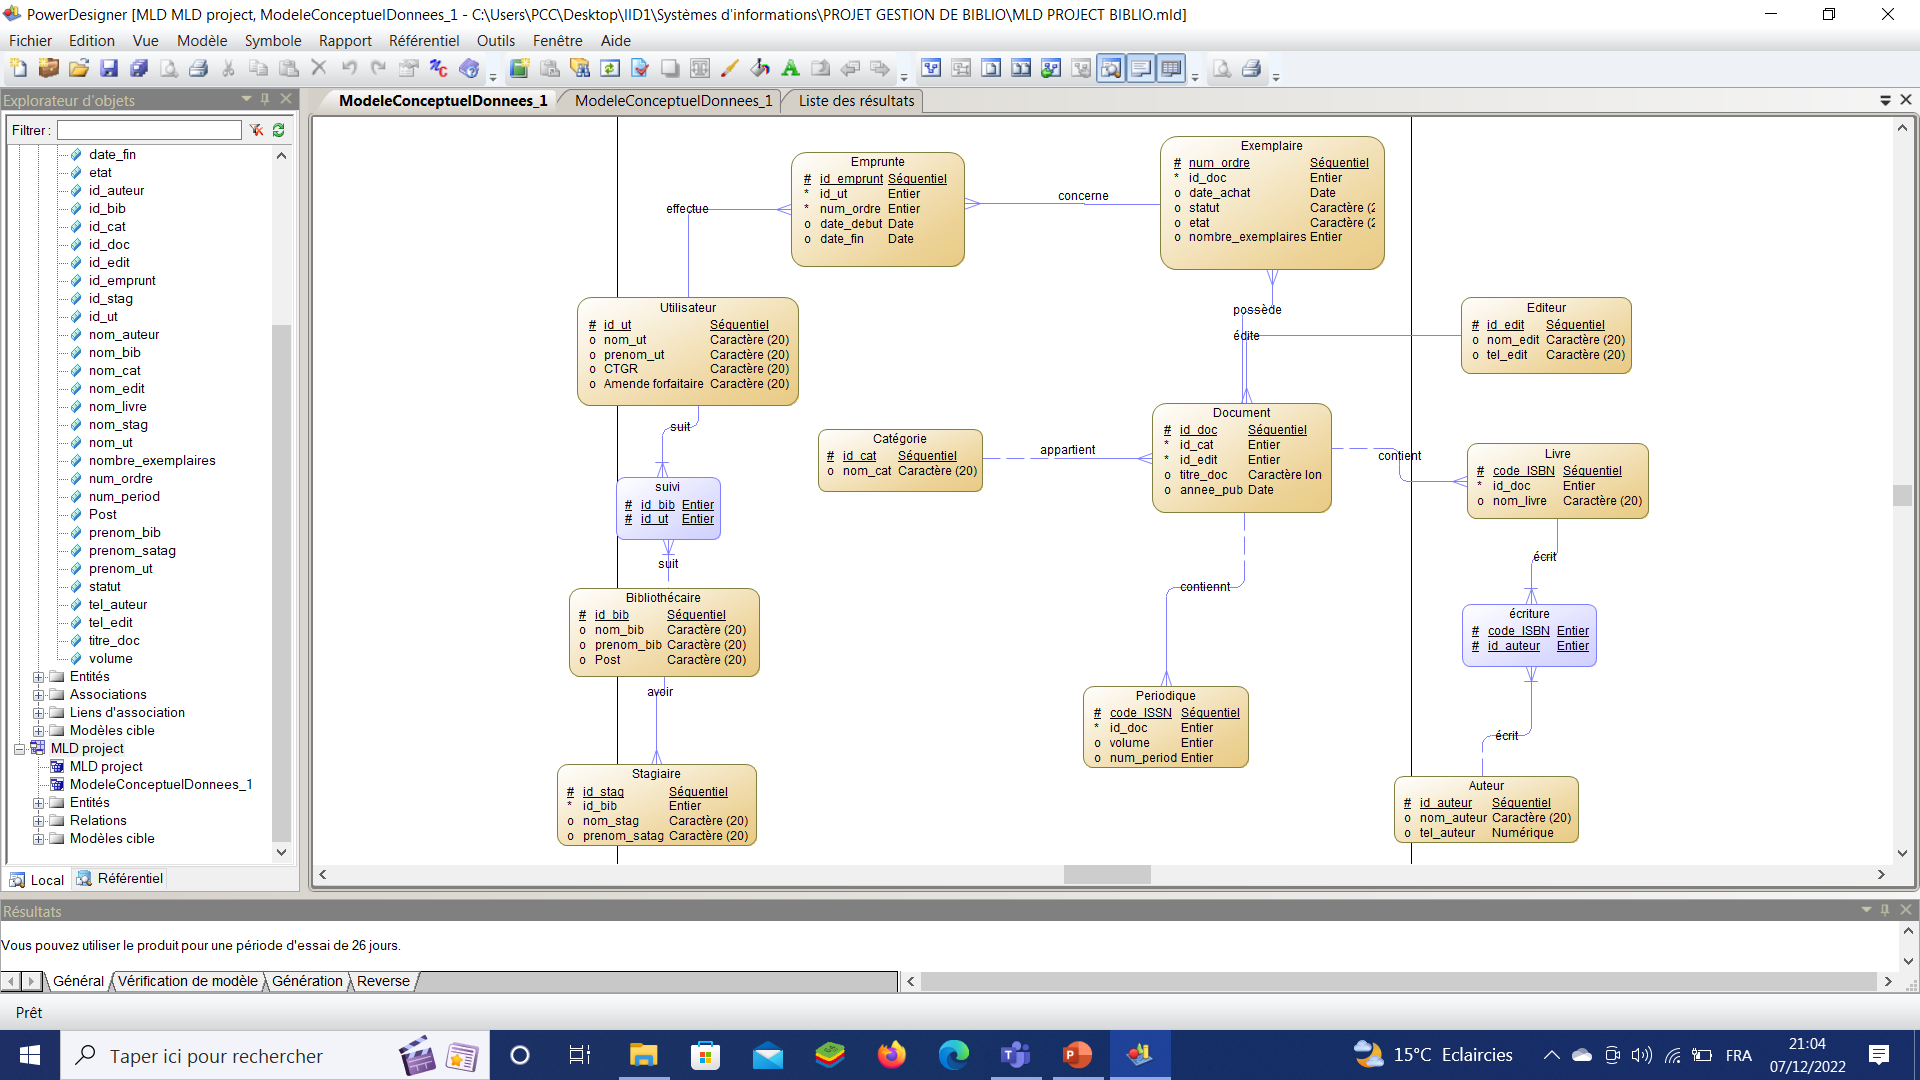 PowerDesigner [MLD MLD project, ModeleConceptuelDonnees_1 - C:\Users\PCC\Desktop\IID1\Systèmes d'informations\PROJET GESTION DE BIBLIO\MLD PROJECT BIBLIO.mld]
Fichier Edition Vue Modèle Symbole Rapport Référentiel Outils Fenêtre Aide
Explorateur d'objets
ModeleConceptuelDonnees_1 ModeleConceptuelDonnees_1 Liste des résultats
Filtrer :
date_fin
etat
id_auteur
id_bib
id_cat
id_doc
id_edit
id_emprunt
id_stag
id_ut
nom_auteur
nom_bib
nom_cat
nom_edit
nom_livre
nom_stag
nom_ut
nombre_exemplaires
num_ordre
num_period
Post
prenom_bib
prenom_satag
prenom_ut
statut
tel_auteur
tel_edit
titre_doc
volume
Entités
Associations
Liens d'association
Modèles cible
MLD project
MLD project
ModeleConceptuelDonnees_1
Entités
Relations
Modèles cible
Local Référentiel
Emprunte
# id_emprunt Séquentiel
* id_ut Entier
* num_ordre Entier
o date_debut Date
o date_fin Date
concerne
Exemplaire
# num_ordre Séquentiel
* id_doc Entier
o date_achat Date
o statut Caractère (2
o etat Caractère (2
o nombre_exemplaires Entier
effectue
Utilisateur
# id_ut Séquentiel
o nom_ut Caractère (20)
o prenom_ut Caractère (20)
o CTGR Caractère (20)
o Amende forfaitaire Caractère (20)
possède
édite
Editeur
# id_edit Séquentiel
o nom_edit Caractère (20)
o tel_edit Caractère (20)
suit
suivi
# id_bib Entier
# id_ut Entier
suit
Catégorie
# id_cat Séquentiel
o nom_cat Caractère (20)
appartient
Document
# id_doc Séquentiel
* id_cat Entier
* id_edit Entier
o titre_doc Caractère lon
o annee_pub Date
contient
Livre
# code_ISBN Séquentiel
* id_doc Entier
o nom_livre Caractère (20)
écrit
écriture
# code_ISBN Entier
# id_auteur Entier
écrit
Auteur
# id_auteur Séquentiel
o nom_auteur Caractère (20)
o tel_auteur Numérique
contiennt
Periodique
# code_ISSN Séquentiel
* id_doc Entier
o volume Entier
o num_period Entier
Bibliothécaire
# id_bib Séquentiel
o nom_bib Caractère (20)
o prenom_bib Caractère (20)
o Post Caractère (20)
avoir
Stagiaire
# id_stag Séquentiel
* id_bib Entier
o nom_stag Caractère (20)
o prenom_satag Caractère (20)
Résultats
Vous pouvez utiliser le produit pour une période d'essai de 26 jours.
Général Vérification de modèle Génération Reverse
Prêt
Taper ici pour rechercher
15°C Eclaircies
FRA
21:04
07/12/2022